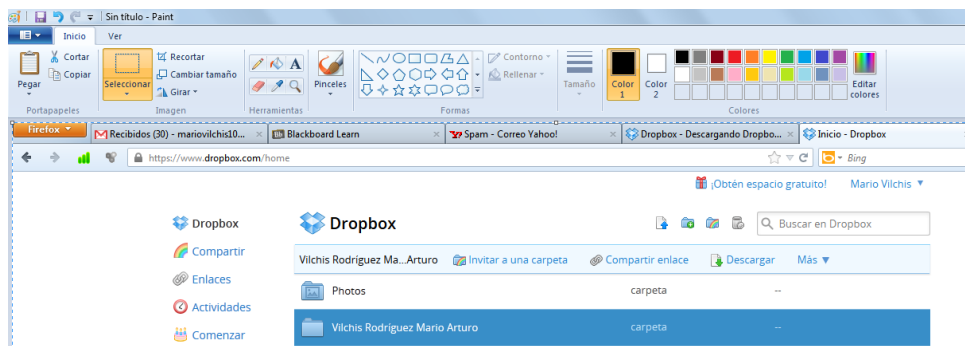 Sin título - Paint
Inicio Ver
Pegar
Cortar
Copiar
Portapapeles
Seleccionar
Recortar
Cambiar tamaño
Girar
Imagen
A
Herramientas
Pinceles
Contorno
Rellenar
Formas
Tamaño
Color 1
Color 2
Editar colores
Colores
Firefox
Recibidos (30) - mariovilchis10...
Blackboard Learn
Spam - Correo Yahoo!
Dropbox - Descargando Dropbo...
Inicio - Dropbox
https://www.dropbox.com/home
Bing
¡Obtén espacio gratuito! Mario Vilchis
Dropbox
Compartir
Enlaces
Actividades
Comenzar
Dropbox
Buscar en Dropbox
Vilchis Rodríguez Ma...Arturo Invitar a una carpeta Compartir enlace Descargar Más
Photos carpeta --
Vilchis Rodríguez Mario Arturo carpeta --